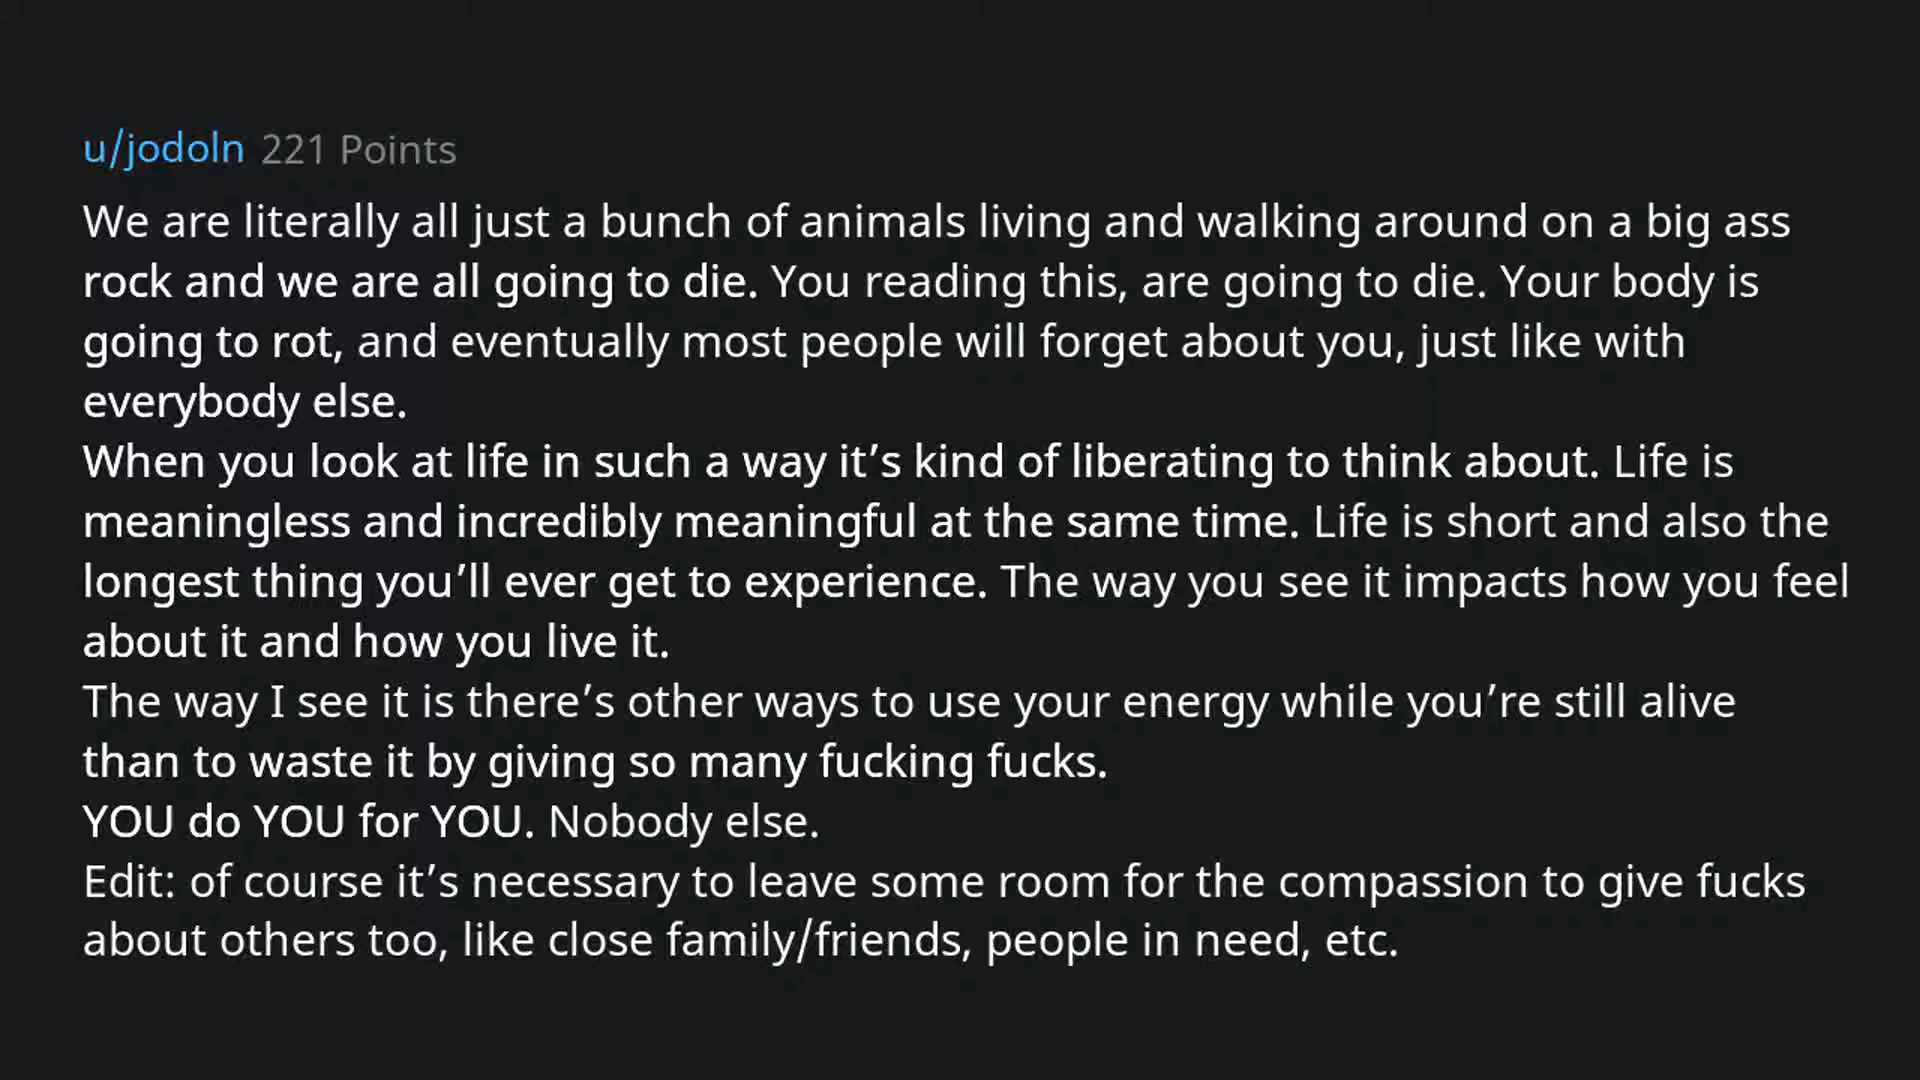 u/jodoln 221 Points
We are literally all just a bunch of animals living and walking around on a big ass
rock and we are all going to die. You reading this, are going to die. Your body is
going to rot, and eventually most people will forget about you, just like with
everybody else.
When you look at life in such a way it’s kind of liberating to think about. Life is
meaningless and incredibly meaningful at the same time. Life is short and also the
longest thing you’ll ever get to experience. The way you see it impacts how you feel
about it and how you live it.
The way I see it is there’s other ways to use your energy while you’re still alive
than to waste it by giving so many fucking fucks.
YOU do YOU for YOU. Nobody else.
Edit: of course it’s necessary to leave some room for the compassion to give fucks
about others too, like close family/friends, people in need, etc.